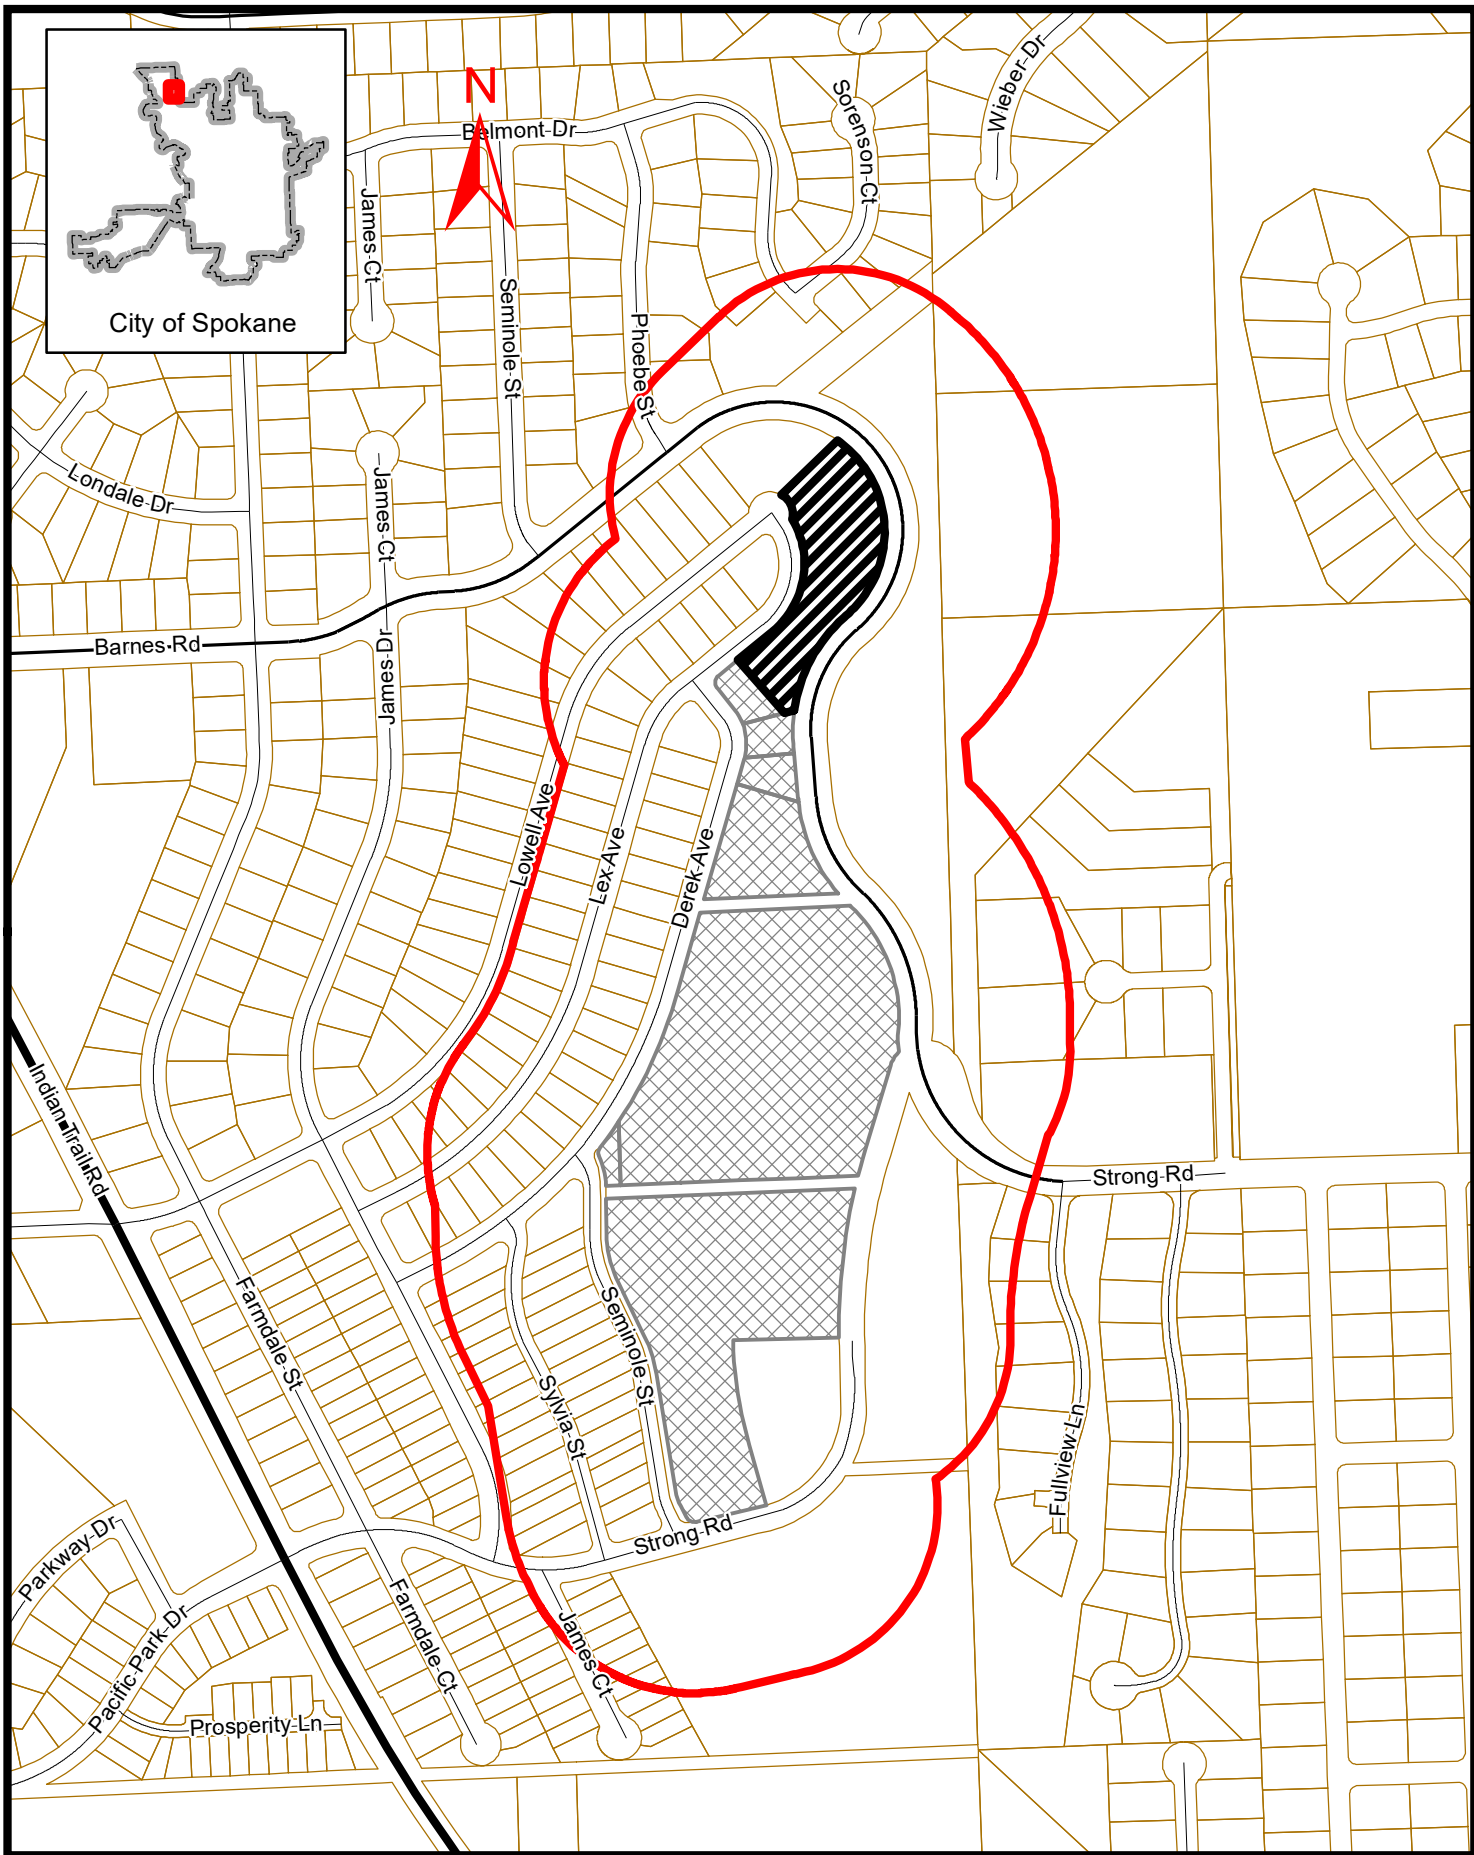 Wieber Dr
Sorenson Ct
N
Belmont Dr
James Ct
Seminole St
Phoebe St
City of Spokane
Londale Dr
James Ct
Barnes Rd
James Dr
Lowell Ave
Lex Ave
Derek Ave
Indian Trail Rd
Strong Rd
Farmdale St
Seminole St
Sylvia St
Fullview Ln
Strong Rd
Parkway Dr
Farmdale Ct
James Ct
Pacific Park Dr
Prosperity Ln